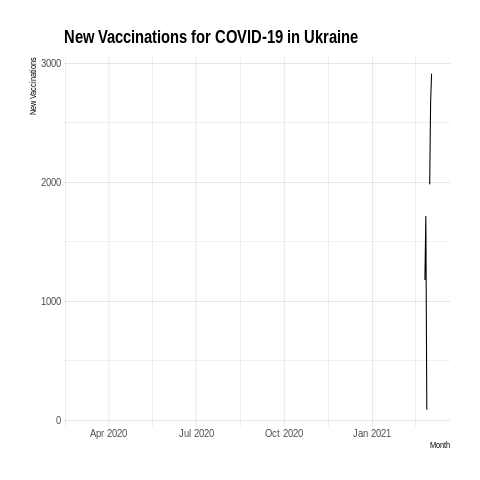 New Vaccinations for COVID-19 in Ukraine
New Vaccinations
3000
2000
1000
0
Apr 2020
Jul 2020
Oct 2020
Jan 2021
Month